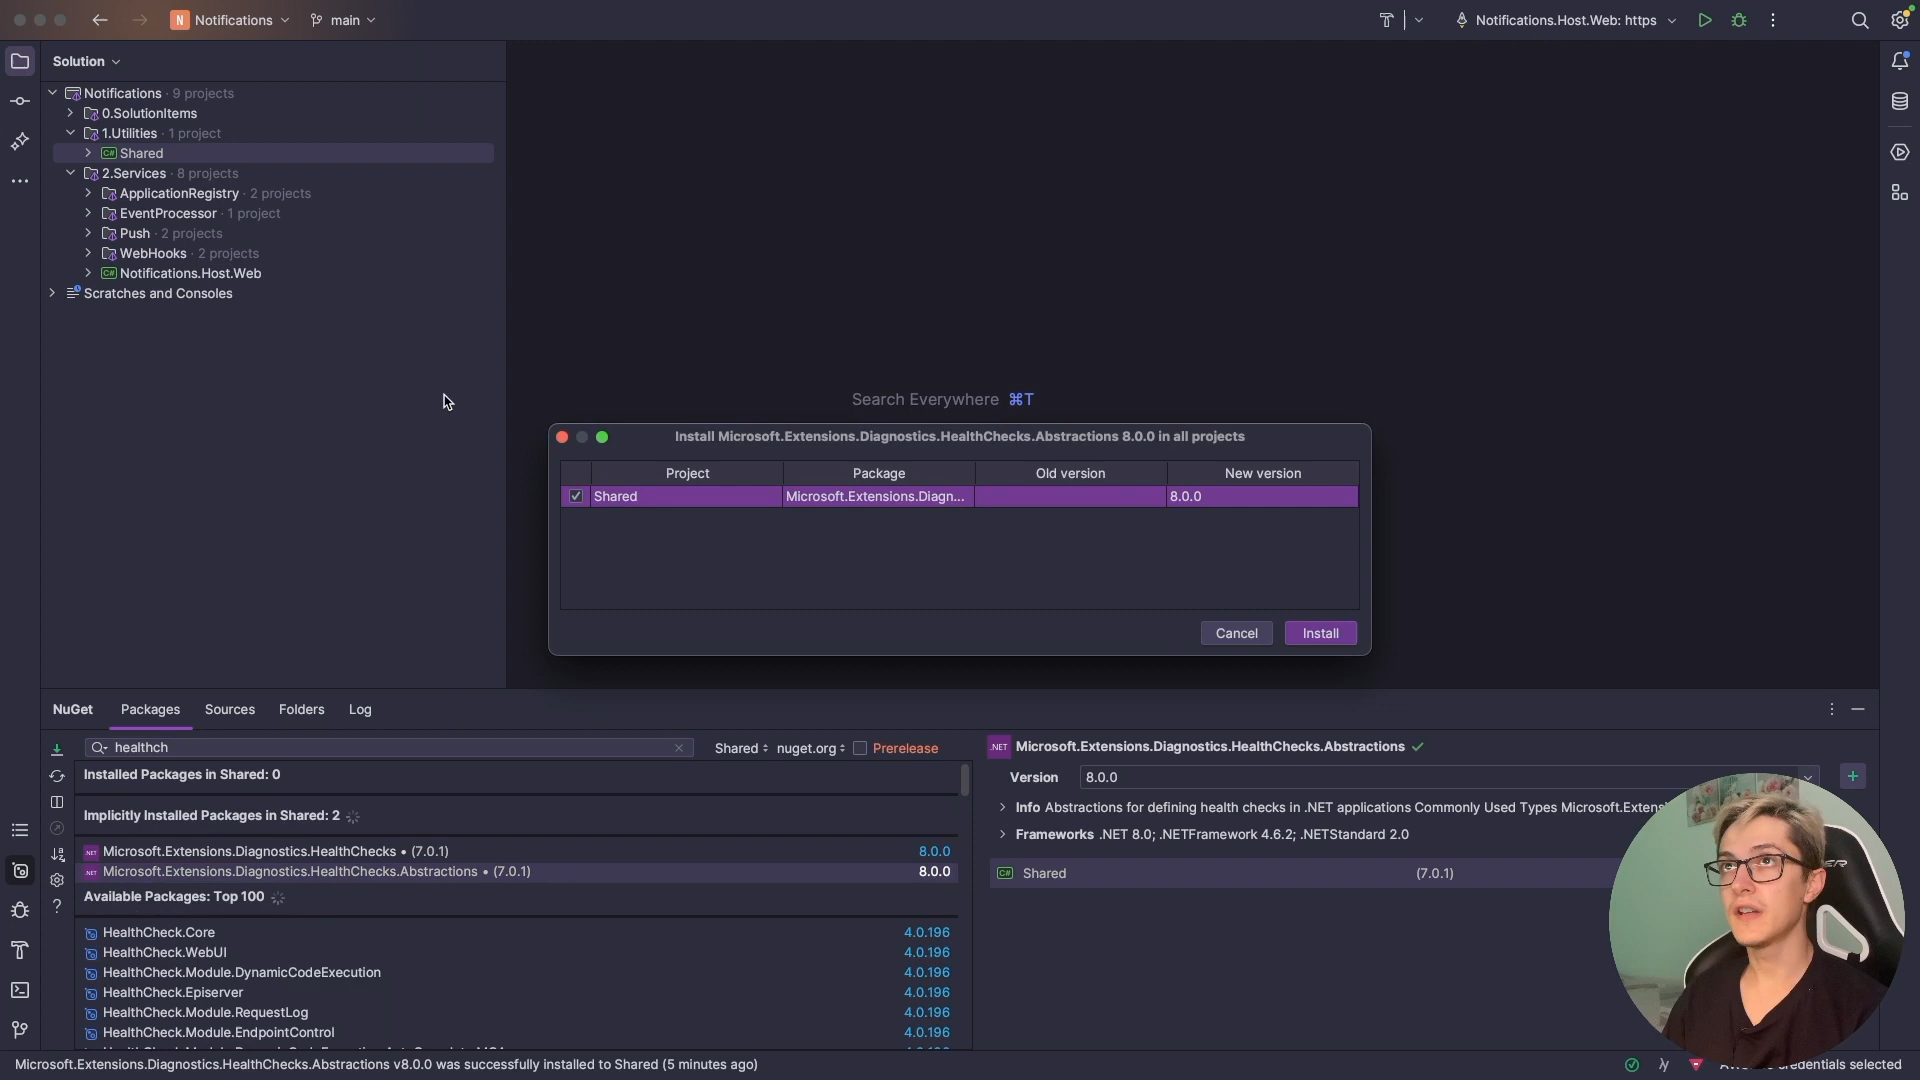 N Notifications
main
Notifications.Host.Web: https
Solution
Notifications · 9 projects
0.SolutionItems
1.Utilities · 1 project
C# Shared
2.Services · 8 projects
ApplicationRegistry · 2 projects
EventProcessor · 1 project
Push · 2 projects
WebHooks · 2 projects
C# Notifications.Host.Web
Scratches and Consoles
Search Everywhere ⌘T
Install Microsoft.Extensions.Diagnostics.HealthChecks.Abstractions 8.0.0 in all projects
Project Package Old version New version
Shared Microsoft.Extensions.Diagn... 8.0.0
Cancel Install
NuGet Packages Sources Folders Log
healthch
Shared nuget.org Prerelease
Installed Packages in Shared: 0
Implicitly Installed Packages in Shared: 2
.NET Microsoft.Extensions.Diagnostics.HealthChecks • (7.0.1) 8.0.0
.NET Microsoft.Extensions.Diagnostics.HealthChecks.Abstractions • (7.0.1) 8.0.0
Available Packages: Top 100
HealthCheck.Core 4.0.196
HealthCheck.WebUI 4.0.196
HealthCheck.Module.DynamicCodeExecution 4.0.196
HealthCheck.Episerver 4.0.196
HealthCheck.Module.RequestLog 4.0.196
HealthCheck.Module.EndpointControl 4.0.196
.NET Microsoft.Extensions.Diagnostics.HealthChecks.Abstractions
Version 8.0.0
Info Abstractions for defining health checks in .NET applications Commonly Used Types Microsoft.Extens
Frameworks .NET 8.0; .NETFramework 4.6.2; .NETStandard 2.0
C# Shared (7.0.1)
Microsoft.Extensions.Diagnostics.HealthChecks.Abstractions v8.0.0 was successfully installed to Shared (5 minutes ago)
credentials selected